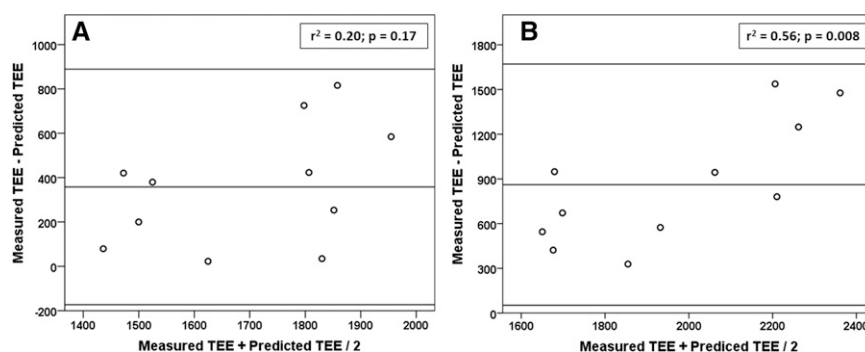 A
r² = 0.20; p = 0.17
Measured TEE - Predicted TEE
1000
800
600
400
200
0
-200
1400 1500 1600 1700 1800 1900 2000
Measured TEE + Predicted TEE / 2
B
r² = 0.56; p = 0.008
Measured TEE - Predicted TEE
1800
1500
1200
900
600
300
0
1600 1800 2000 2200 2400
Measured TEE + Prediced TEE / 2